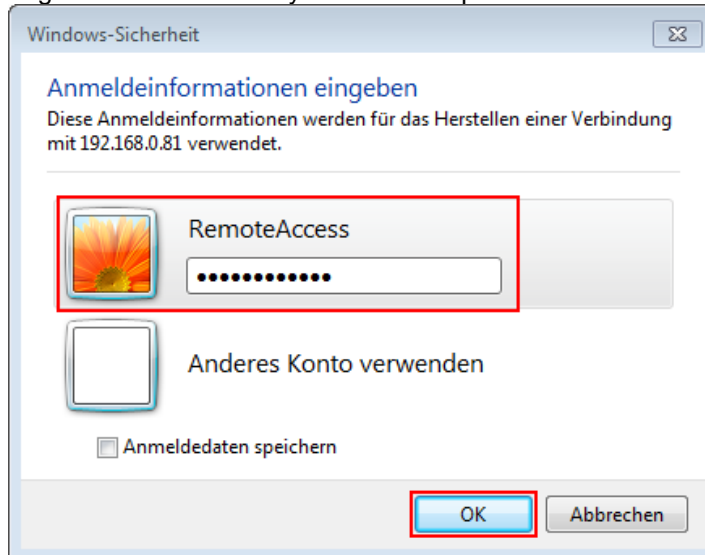 Windows-Sicherheit
Anmeldeinformationen eingeben
Diese Anmeldeinformationen werden für das Herstellen einer Verbindung
mit 192.168.0.81 verwendet.
RemoteAccess
●●●●●●●●●●●●
Anderes Konto verwenden
Anmeldedaten speichern
OK
Abbrechen